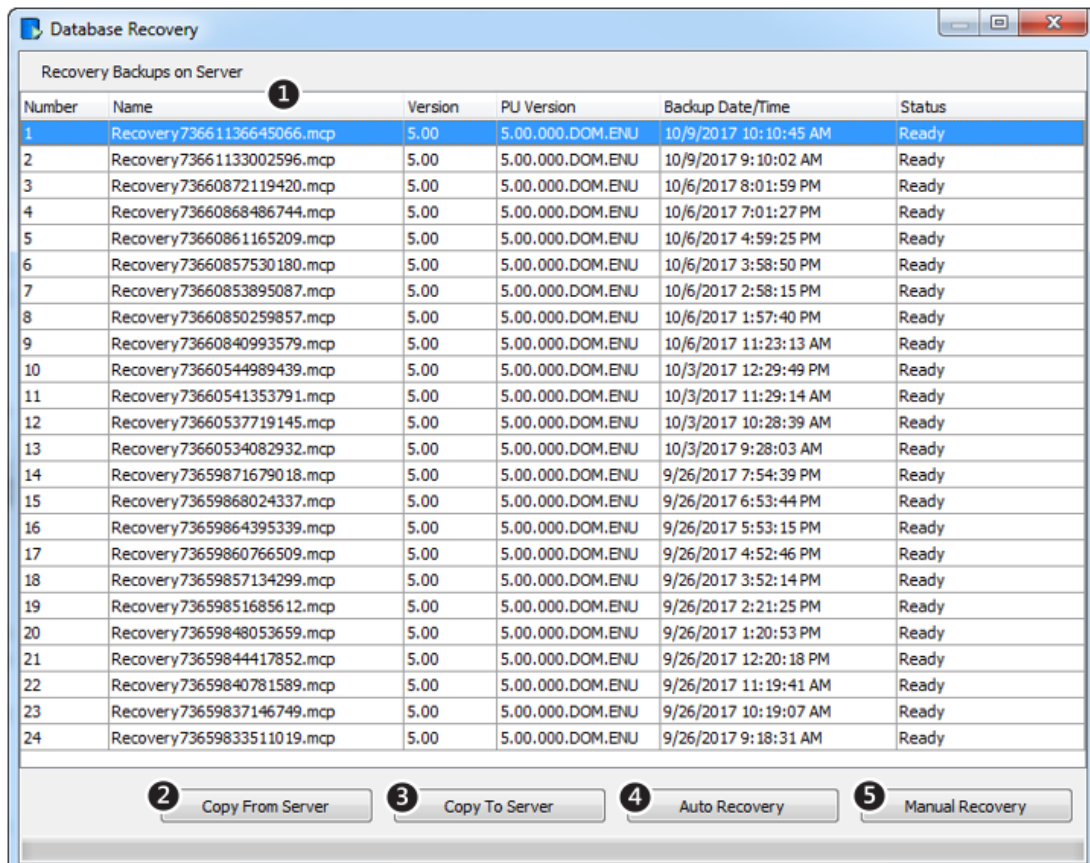 Database Recovery
Recovery Backups on Server
1
Number Name Version PU Version Backup Date/Time Status
1 Recovery73661136645066.mcp 5.00 5.00.000.DOM.ENU 10/9/2017 10:10:45 AM Ready
2 Recovery73661133002596.mcp 5.00 5.00.000.DOM.ENU 10/9/2017 9:10:02 AM Ready
3 Recovery73660872119420.mcp 5.00 5.00.000.DOM.ENU 10/6/2017 8:01:59 PM Ready
4 Recovery73660868486744.mcp 5.00 5.00.000.DOM.ENU 10/6/2017 7:01:27 PM Ready
5 Recovery73660861165209.mcp 5.00 5.00.000.DOM.ENU 10/6/2017 4:59:25 PM Ready
6 Recovery73660857530180.mcp 5.00 5.00.000.DOM.ENU 10/6/2017 3:58:50 PM Ready
7 Recovery73660853895087.mcp 5.00 5.00.000.DOM.ENU 10/6/2017 2:58:15 PM Ready
8 Recovery73660850259857.mcp 5.00 5.00.000.DOM.ENU 10/6/2017 1:57:40 PM Ready
9 Recovery73660840993579.mcp 5.00 5.00.000.DOM.ENU 10/6/2017 11:23:13 AM Ready
10 Recovery73660544989439.mcp 5.00 5.00.000.DOM.ENU 10/3/2017 12:29:49 PM Ready
11 Recovery73660541353791.mcp 5.00 5.00.000.DOM.ENU 10/3/2017 11:29:14 AM Ready
12 Recovery73660537719145.mcp 5.00 5.00.000.DOM.ENU 10/3/2017 10:28:39 AM Ready
13 Recovery73660534082932.mcp 5.00 5.00.000.DOM.ENU 10/3/2017 9:28:03 AM Ready
14 Recovery73659871679018.mcp 5.00 5.00.000.DOM.ENU 9/26/2017 7:54:39 PM Ready
15 Recovery73659868024337.mcp 5.00 5.00.000.DOM.ENU 9/26/2017 6:53:44 PM Ready
16 Recovery73659864395339.mcp 5.00 5.00.000.DOM.ENU 9/26/2017 5:53:15 PM Ready
17 Recovery73659860766509.mcp 5.00 5.00.000.DOM.ENU 9/26/2017 4:52:46 PM Ready
18 Recovery73659857134299.mcp 5.00 5.00.000.DOM.ENU 9/26/2017 3:52:14 PM Ready
19 Recovery73659851685612.mcp 5.00 5.00.000.DOM.ENU 9/26/2017 2:21:25 PM Ready
20 Recovery73659848053659.mcp 5.00 5.00.000.DOM.ENU 9/26/2017 1:20:53 PM Ready
21 Recovery73659844417852.mcp 5.00 5.00.000.DOM.ENU 9/26/2017 12:20:18 PM Ready
22 Recovery73659840781589.mcp 5.00 5.00.000.DOM.ENU 9/26/2017 11:19:41 AM Ready
23 Recovery73659837146749.mcp 5.00 5.00.000.DOM.ENU 9/26/2017 10:19:07 AM Ready
24 Recovery73659833511019.mcp 5.00 5.00.000.DOM.ENU 9/26/2017 9:18:31 AM Ready
2 Copy From Server 3 Copy To Server 4 Auto Recovery 5 Manual Recovery